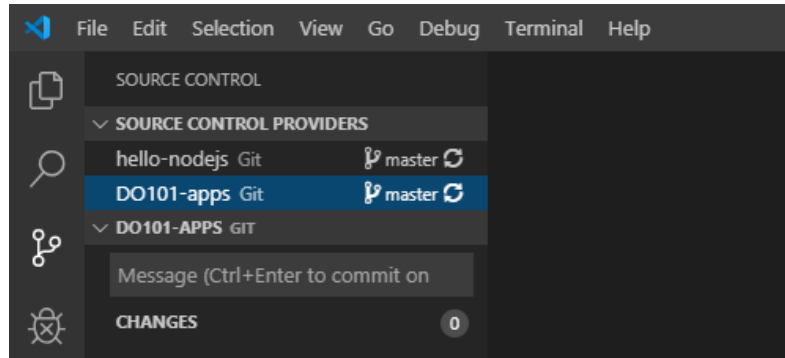 File Edit Selection View Go Debug Terminal Help
SOURCE CONTROL
SOURCE CONTROL PROVIDERS
hello-nodejs Git master
DO101-apps Git master
DO101-APPS GIT
Message (Ctrl+Enter to commit on
CHANGES 0